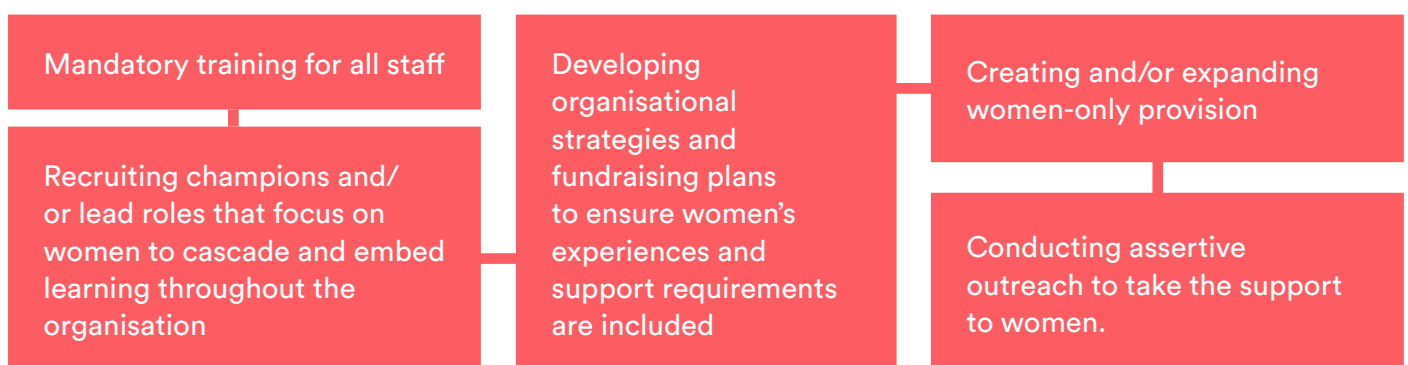 Mandatory training for all staff
Recruiting champions and/
or lead roles that focus on
women to cascade and embed
learning throughout the
organisation
Developing
organisational
strategies and
fundraising plans
to ensure women’s
experiences and
support requirements
are included
Creating and/or expanding
women-only provision
Conducting assertive
outreach to take the support
to women.